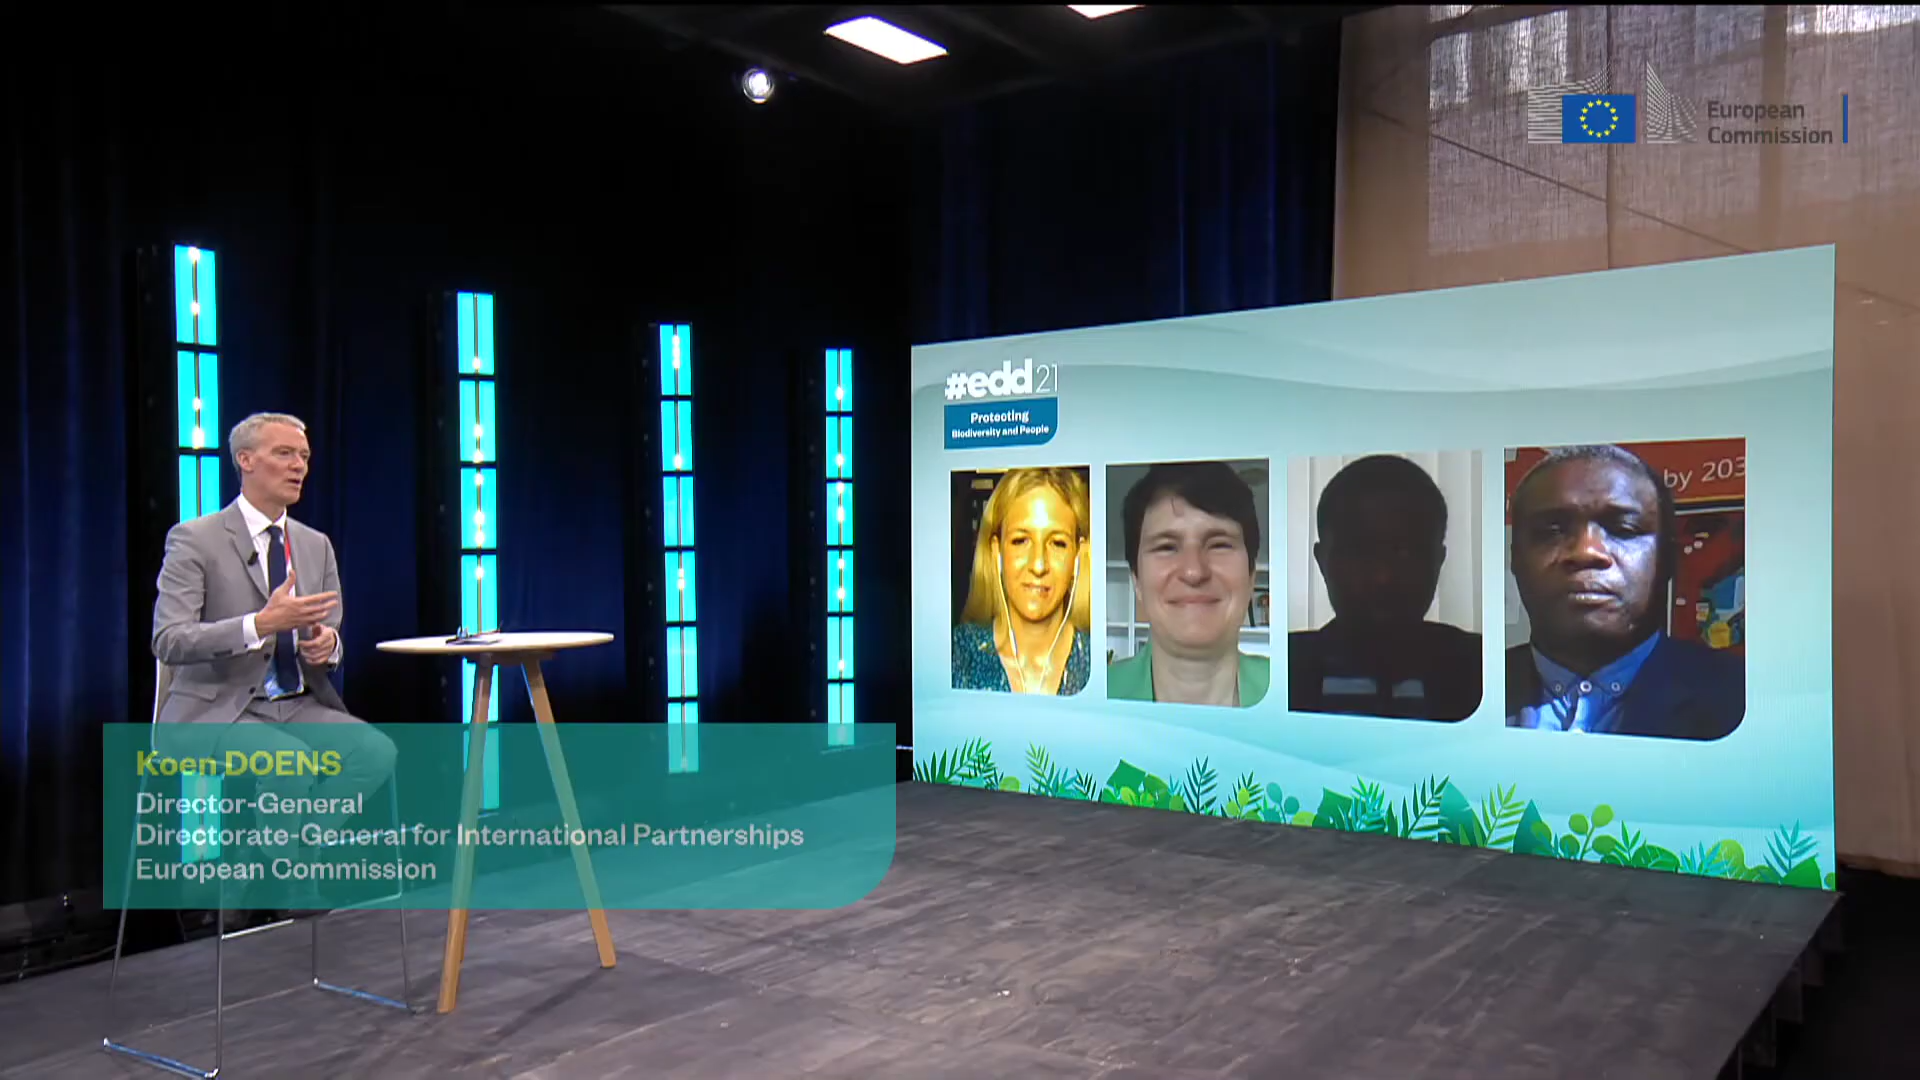 European
Commission
#edd21
Protecting
Biodiversity and People
by 203
Koen DOENS
Director-General
Directorate-General for International Partnerships
European Commission